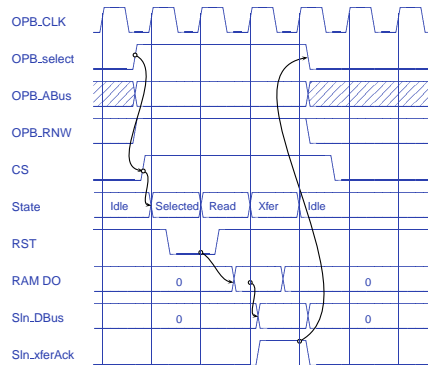 OPB_CLK
OPB_select
OPB_ABus
OPB_RNW
CS
State Idle Selected Read Xfer Idle
RST
RAM DO 0 0
Sln_DBus 0 0
Sln_xferAck